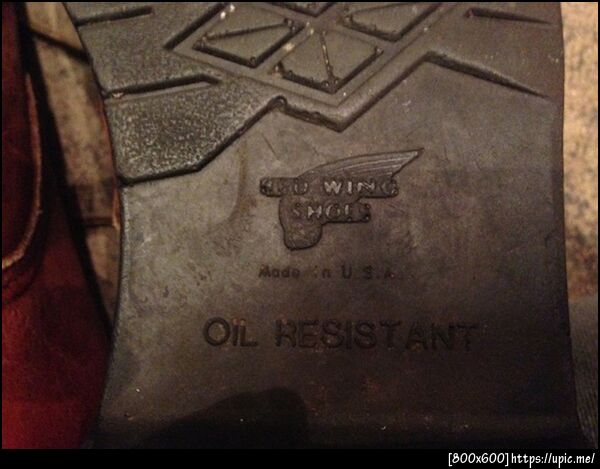 RED WING
SHOES
Made in U.S.A.
OIL RESISTANT
[800x600]https://upic.me/